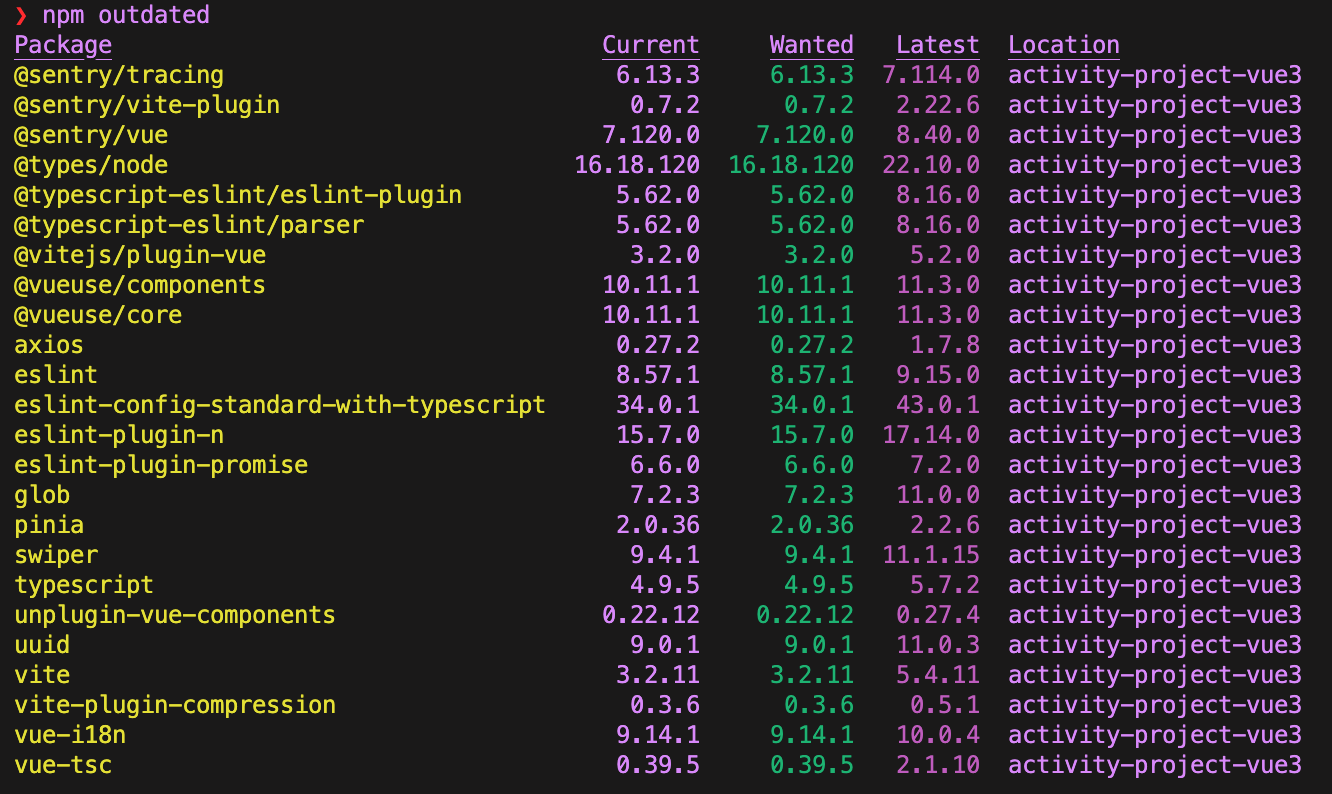 ❯ npm outdated
Package Current Wanted Latest Location
@sentry/tracing 6.13.3 6.13.3 7.114.0 activity-project-vue3
@sentry/vite-plugin 0.7.2 0.7.2 2.22.6 activity-project-vue3
@sentry/vue 7.120.0 7.120.0 8.40.0 activity-project-vue3
@types/node 16.18.120 16.18.120 22.10.0 activity-project-vue3
@typescript-eslint/eslint-plugin 5.62.0 5.62.0 8.16.0 activity-project-vue3
@typescript-eslint/parser 5.62.0 5.62.0 8.16.0 activity-project-vue3
@vitejs/plugin-vue 3.2.0 3.2.0 5.2.0 activity-project-vue3
@vueuse/components 10.11.1 10.11.1 11.3.0 activity-project-vue3
@vueuse/core 10.11.1 10.11.1 11.3.0 activity-project-vue3
axios 0.27.2 0.27.2 1.7.8 activity-project-vue3
eslint 8.57.1 8.57.1 9.15.0 activity-project-vue3
eslint-config-standard-with-typescript 34.0.1 34.0.1 43.0.1 activity-project-vue3
eslint-plugin-n 15.7.0 15.7.0 17.14.0 activity-project-vue3
eslint-plugin-promise 6.6.0 6.6.0 7.2.0 activity-project-vue3
glob 7.2.3 7.2.3 11.0.0 activity-project-vue3
pinia 2.0.36 2.0.36 2.2.6 activity-project-vue3
swiper 9.4.1 9.4.1 11.1.15 activity-project-vue3
typescript 4.9.5 4.9.5 5.7.2 activity-project-vue3
unplugin-vue-components 0.22.12 0.22.12 0.27.4 activity-project-vue3
uuid 9.0.1 9.0.1 11.0.3 activity-project-vue3
vite 3.2.11 3.2.11 5.4.11 activity-project-vue3
vite-plugin-compression 0.3.6 0.3.6 0.5.1 activity-project-vue3
vue-i18n 9.14.1 9.14.1 10.0.4 activity-project-vue3
vue-tsc 0.39.5 0.39.5 2.1.10 activity-project-vue3